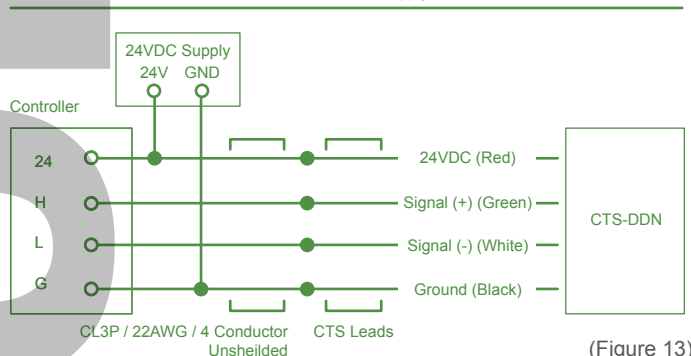 24VDC Supply
24V GND
Controller
24 24VDC (Red)
H Signal (+) (Green)
CTS-DDN
L Signal (-) (White)
G Ground (Black)
CL3P / 22AWG / 4 Conductor CTS Leads
Unsheilded
(Figure 13)